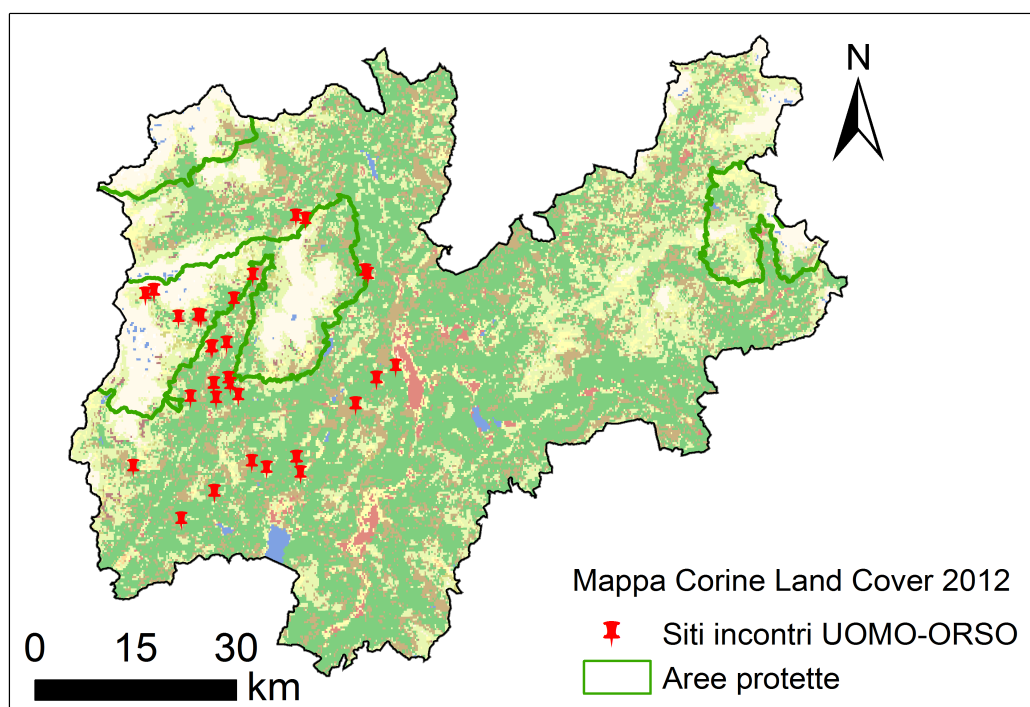 N
Mappa Corine Land Cover 2012
Siti incontri UOMO-ORSO
Aree protette
0 15 30
km